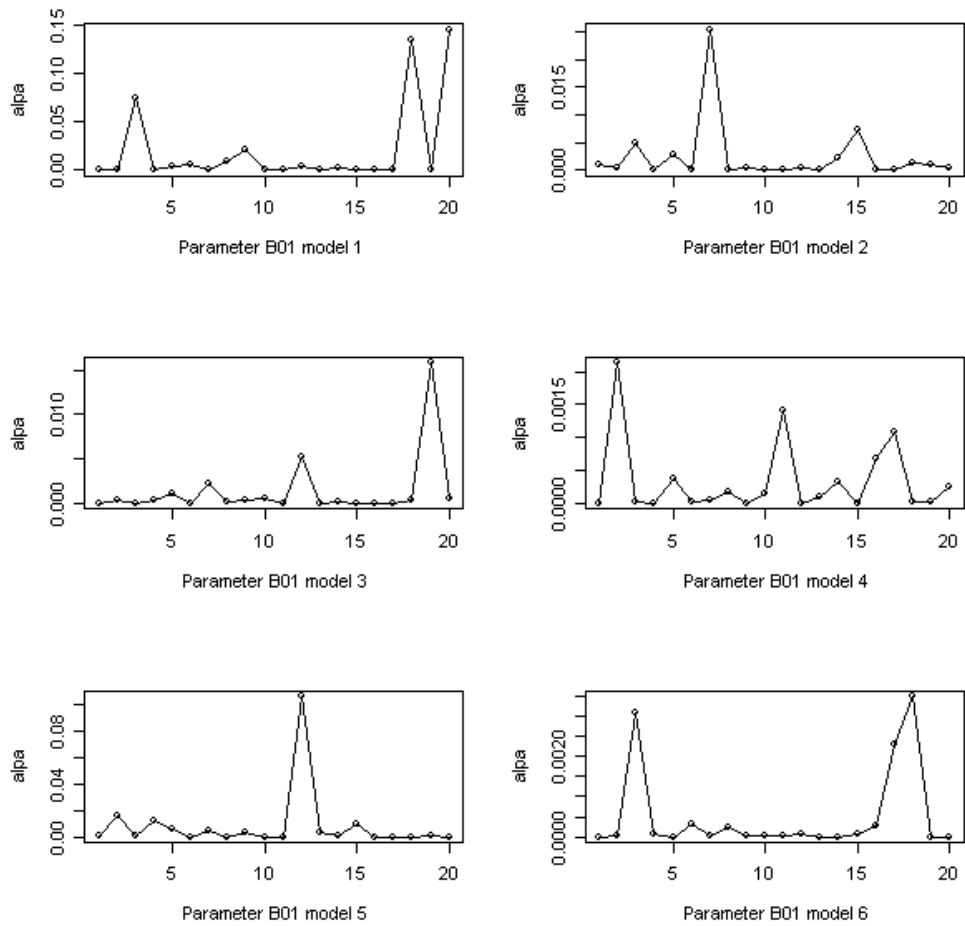 alpa
0.00 0.05 0.10 0.15
5 10 15 20
Parameter B01 model 1
alpa
0.000 0.015
5 10 15 20
Parameter B01 model 2
alpa
0.000 0.010
5 10 15 20
Parameter B01 model 3
alpa
0.0000 0.0015
5 10 15 20
Parameter B01 model 4
alpa
0.00 0.04 0.08
5 10 15 20
Parameter B01 model 5
alpa
0.0000 0.0020
5 10 15 20
Parameter B01 model 6